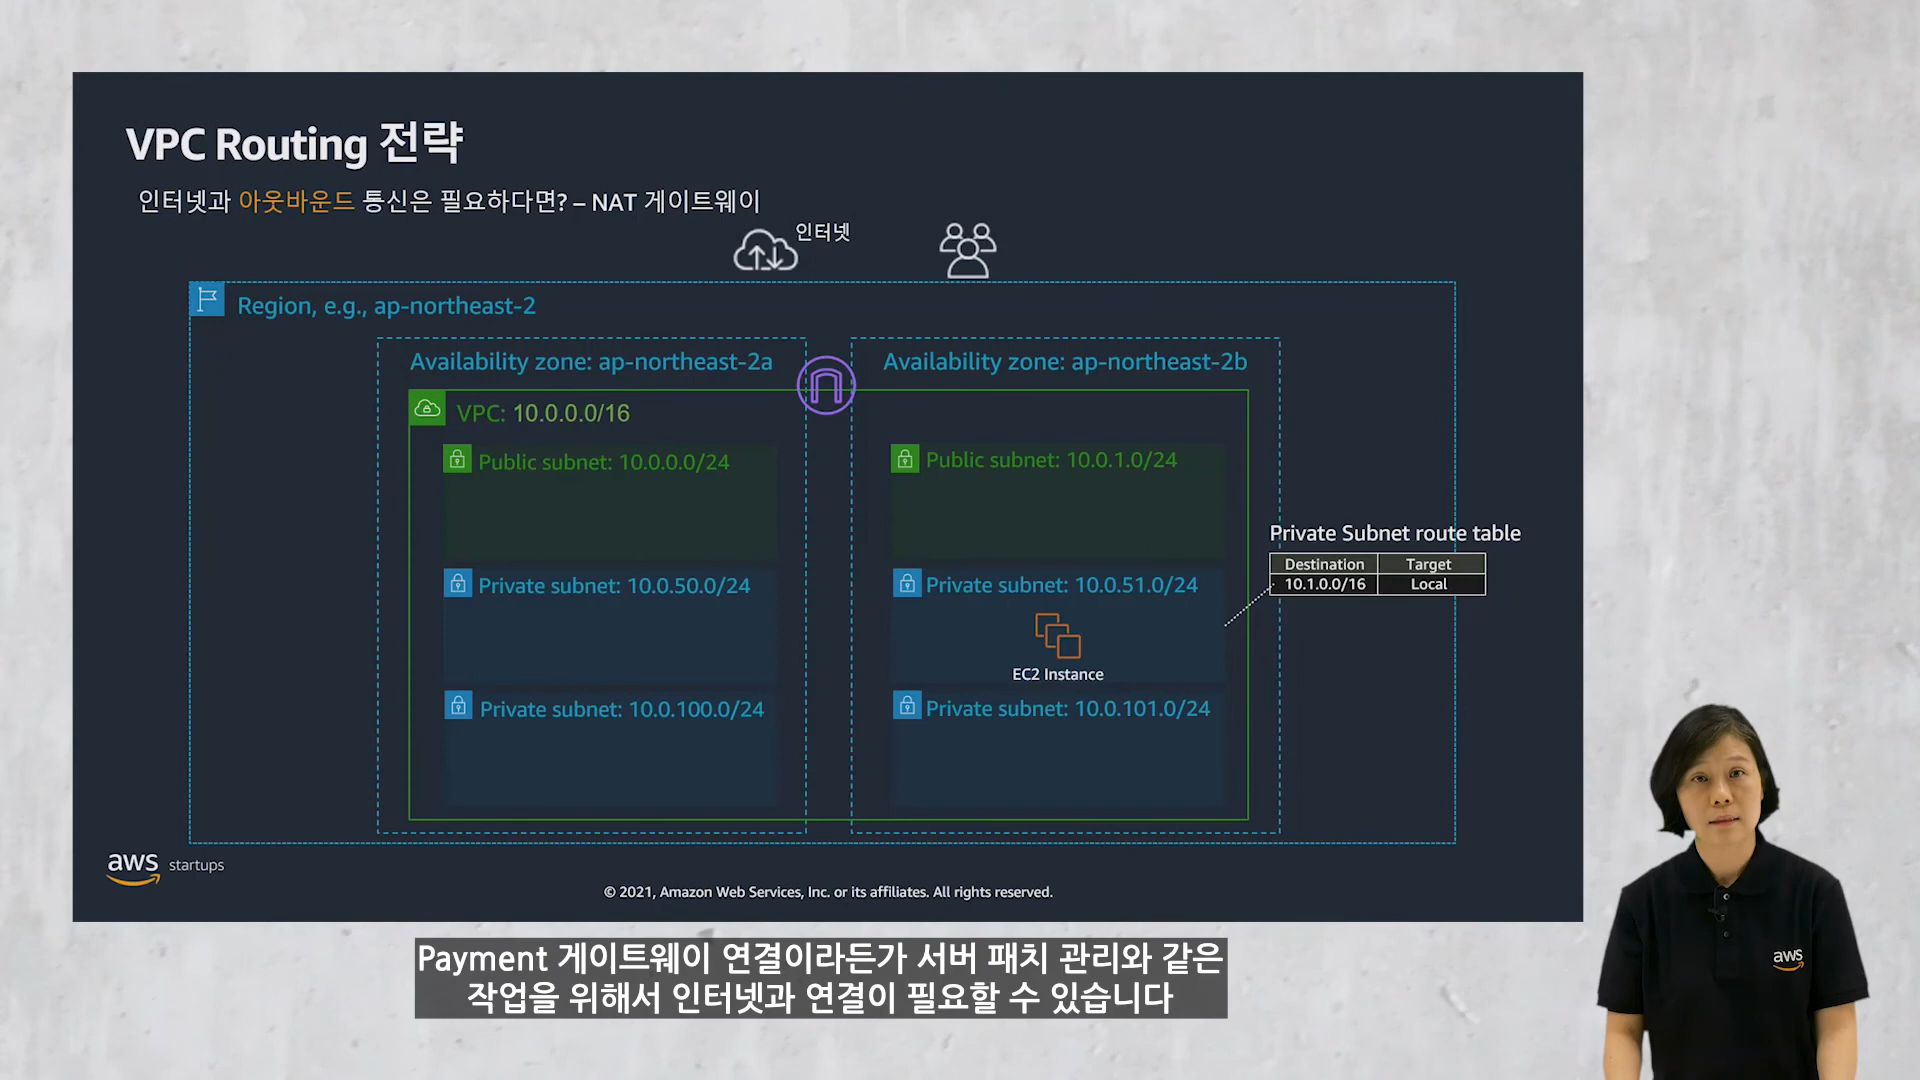 VPC Routing 전략
인터넷과 아웃바운드 통신은 필요하다면? – NAT 게이트웨이
인터넷
Region, e.g., ap-northeast-2
Availability zone: ap-northeast-2a
Availability zone: ap-northeast-2b
VPC: 10.0.0.0/16
Public subnet: 10.0.0.0/24
Public subnet: 10.0.1.0/24
Private Subnet route table
Destination Target
10.1.0.0/16 Local
Private subnet: 10.0.50.0/24
Private subnet: 10.0.51.0/24
EC2 Instance
Private subnet: 10.0.100.0/24
Private subnet: 10.0.101.0/24
aws startups
© 2021, Amazon Web Services, Inc. or its affiliates. All rights reserved.
aws
Payment 게이트웨이 연결이라든가 서버 패치 관리와 같은
작업을 위해서 인터넷과 연결이 필요할 수 있습니다